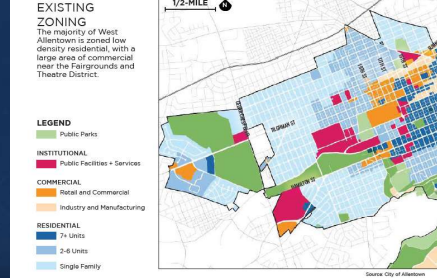 1/2-MILE
N
EXISTING
ZONING
The majority of West
Allentown is zoned low
density residential, with a
large area of commercial
near the Fairgrounds and
Theatre District.
LEGEND
Public Parks
INSTITUTIONAL
Public Facilities + Services
COMMERCIAL
Retail and Commercial
Industry and Manufacturing
RESIDENTIAL
7+ Units
2-6 Units
Single Family
TILGHMAN ST
HAMILTON ST
Source: City of Allentown